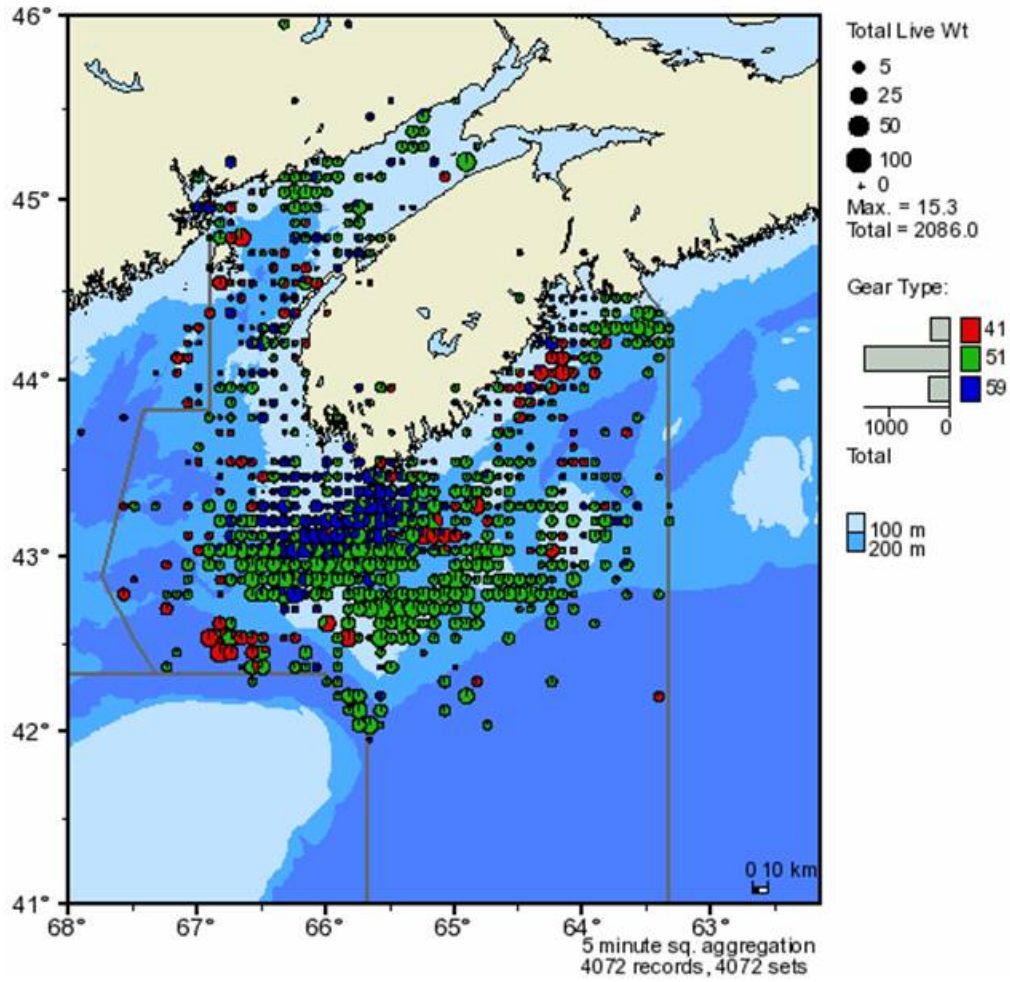 46°
45°
44°
43°
42°
41°
68°
67°
66°
65°
64°
63°
0 10 km
5 minute sq. aggregation
4072 records, 4072 sets
Total Live Wt
5
25
50
100
0
Max. = 15.3
Total = 2086.0
Gear Type:
41
51
59
1000 0
Total
100 m
200 m